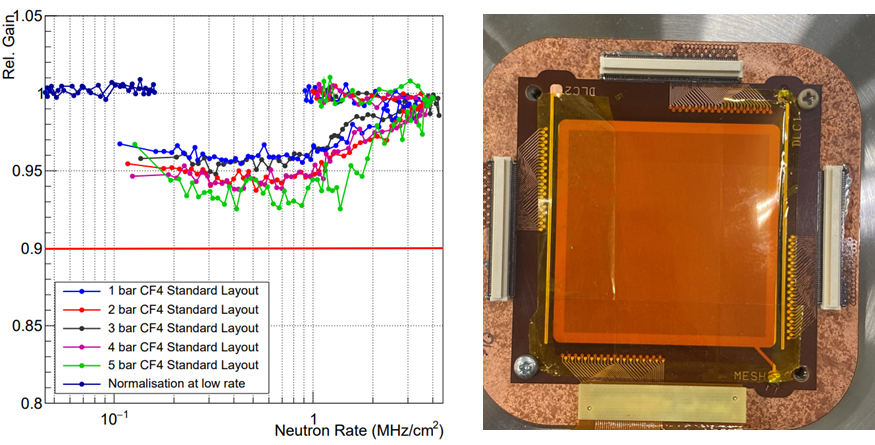 Rel. Gain
1.05
1
0.95
0.9
0.85
0.8
1 bar CF4 Standard Layout
2 bar CF4 Standard Layout
3 bar CF4 Standard Layout
4 bar CF4 Standard Layout
5 bar CF4 Standard Layout
Normalisation at low rate
10⁻¹
1
Neutron Rate (MHz/cm²)
DLC2
DLC1
MESH